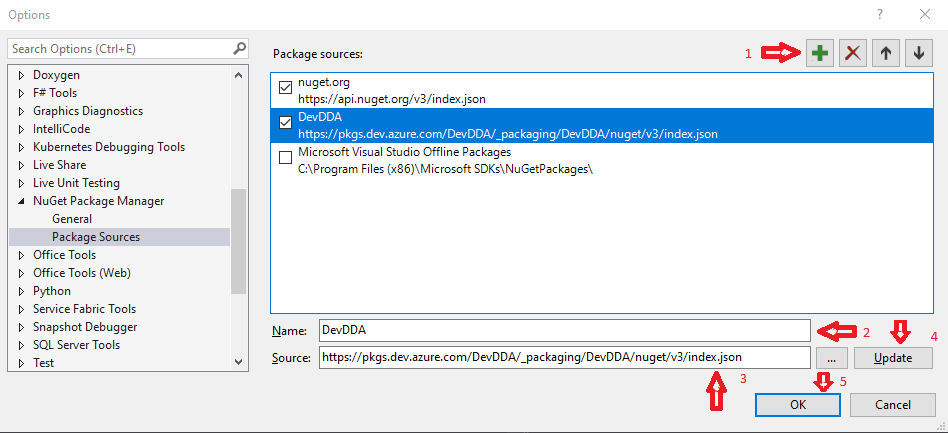 Options
Search Options (Ctrl+E)
Doxygen
F# Tools
Graphics Diagnostics
IntelliCode
Kubernetes Debugging Tools
Live Share
Live Unit Testing
NuGet Package Manager
General
Package Sources
Office Tools
Office Tools (Web)
Python
Service Fabric Tools
Snapshot Debugger
SQL Server Tools
Test
Package sources:
1
nuget.org
https://api.nuget.org/v3/index.json
DevDDA
https://pkgs.dev.azure.com/DevDDA/_packaging/DevDDA/nuget/v3/index.json
Microsoft Visual Studio Offline Packages
C:\Program Files (x86)\Microsoft SDKs\NuGetPackages\
Name: DevDDA 2
4
Source: https://pkgs.dev.azure.com/DevDDA/_packaging/DevDDA/nuget/v3/index.json ... Update
3
5
OK Cancel